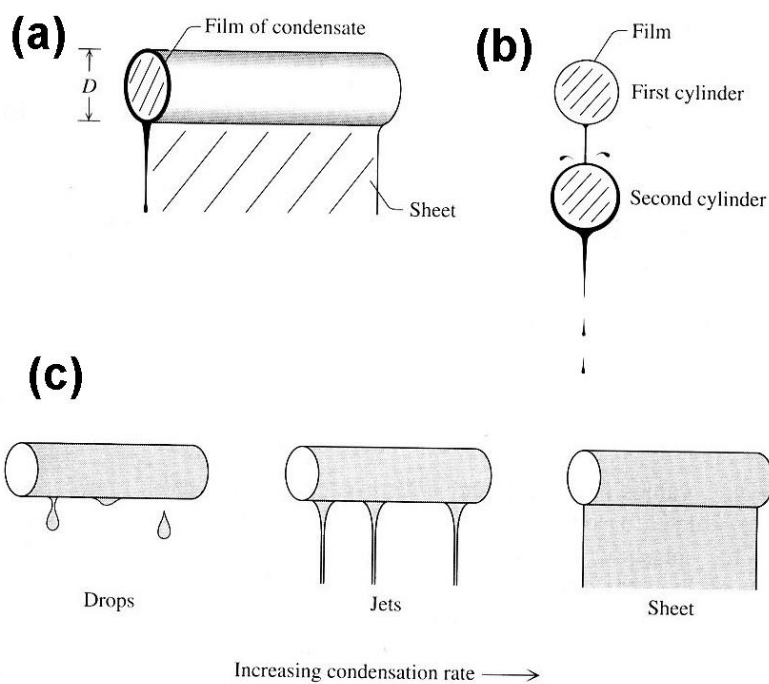 (a)
Film of condensate
D
Sheet
(b)
Film
First cylinder
Second cylinder
(c)
Drops
Jets
Sheet
Increasing condensation rate